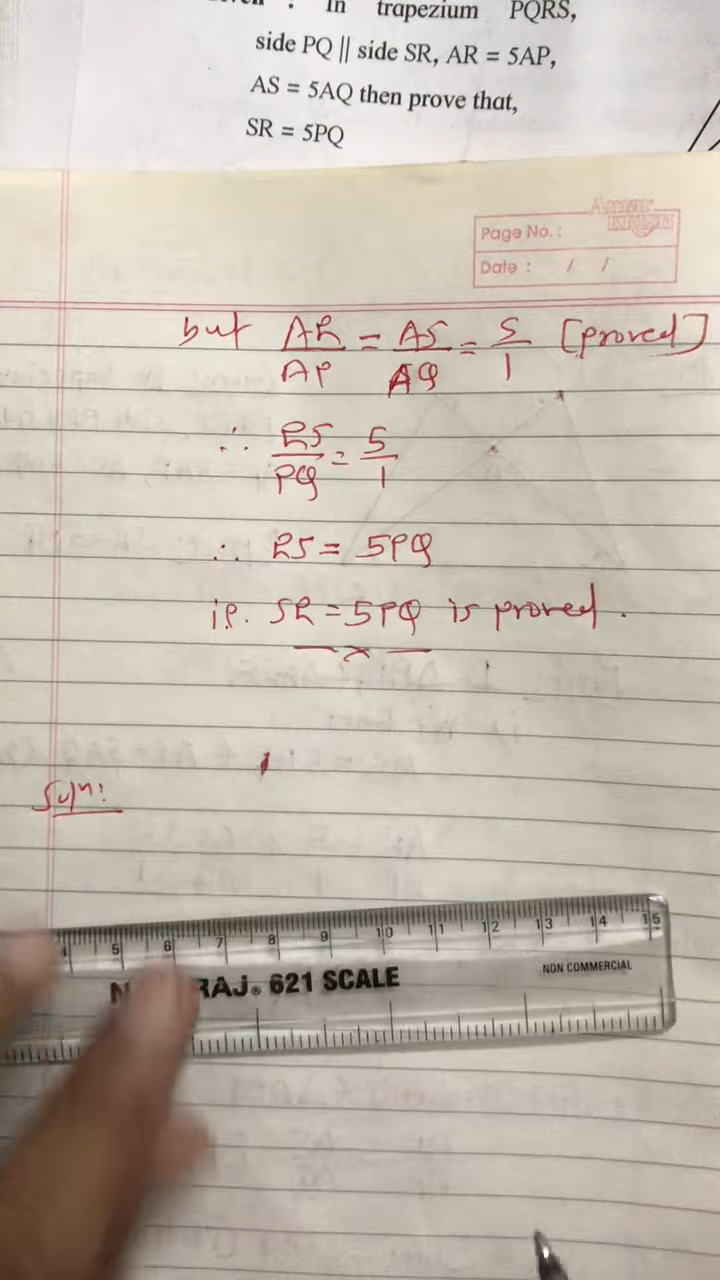 : In trapezium PQRS,
side PQ || side SR, AR = 5AP,
AS = 5AQ then prove that,
SR = 5PQ
Page No. :
Date : / /
but AR/AP = AS/AQ = 5/1 [proved]
∴ RS/PQ = 5/1
∴ RS = 5PQ
i.e. SR = 5PQ is proved.
—x—
Soln:
4 5 6 7 8 9 10 11 12 13 14 15
RAJ® 621 SCALE
NON COMMERCIAL